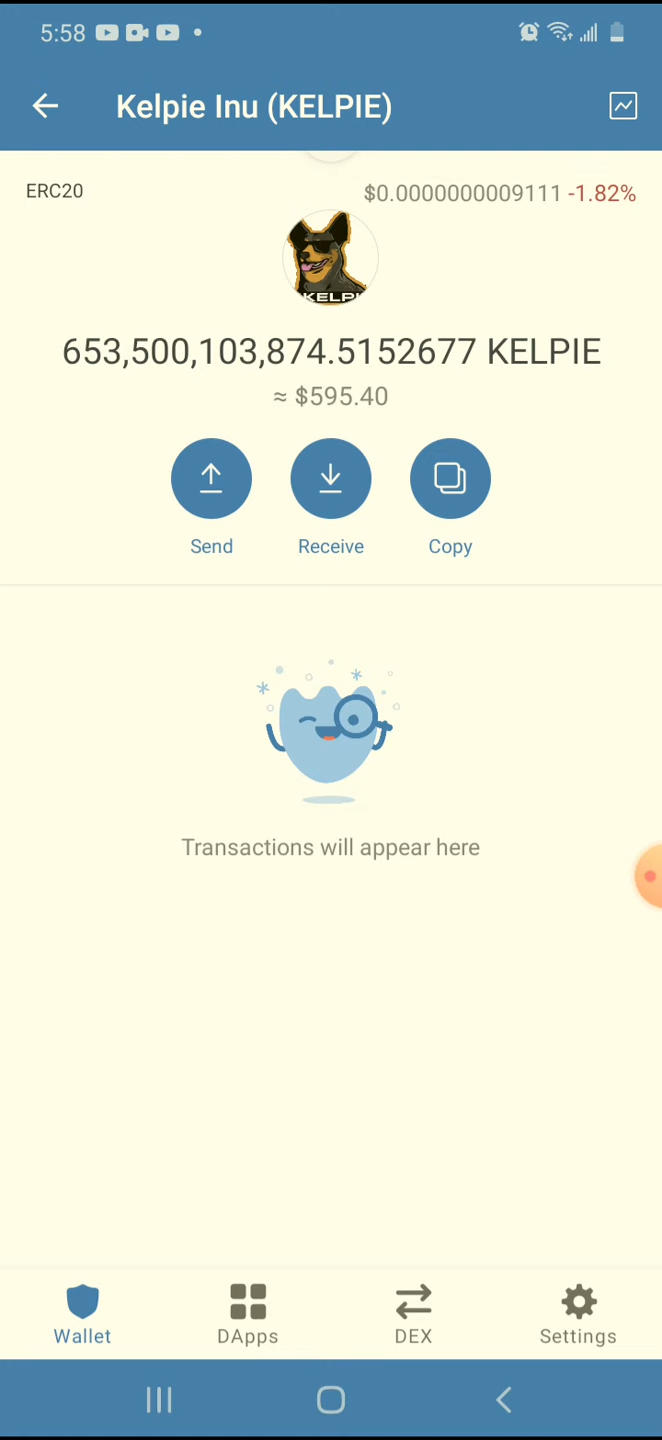 5:58
Kelpie Inu (KELPIE)
ERC20
$0.0000000009111 -1.82%
KELPI
653,500,103,874.5152677 KELPIE
≈ $595.40
Send
Receive
Copy
Transactions will appear here
Wallet
DApps
DEX
Settings